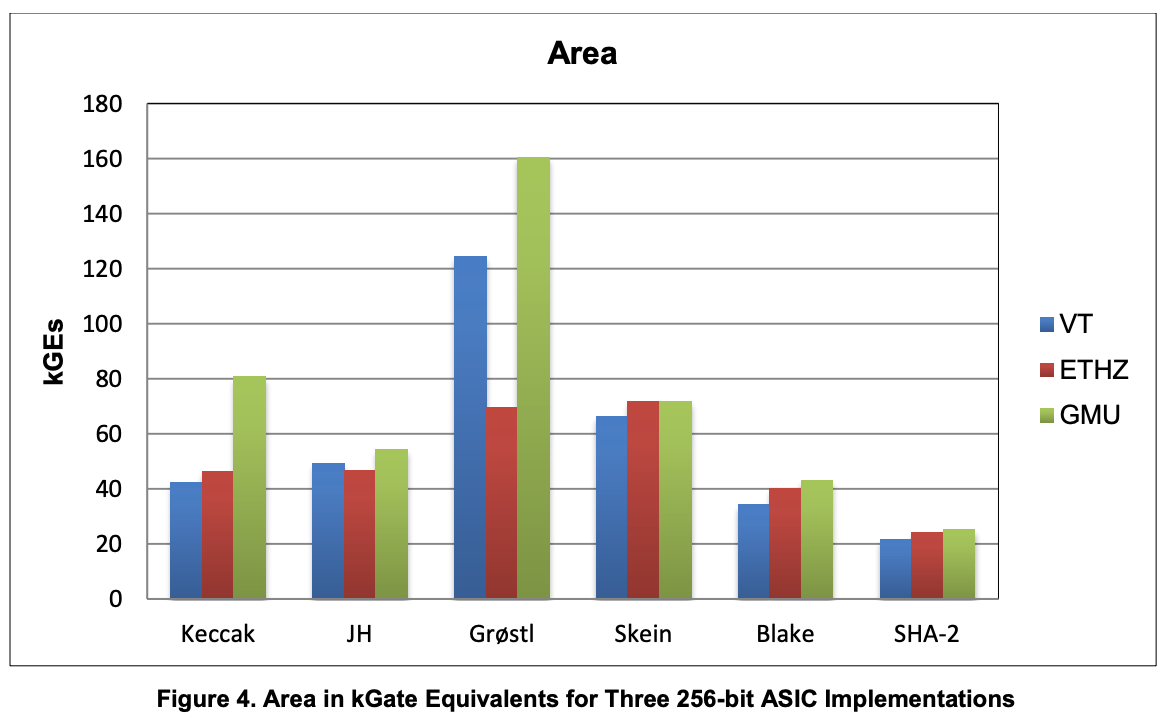 Area
180
160
140
120
100
80
60
40
20
0
kGEs
Keccak
JH
Grøstl
Skein
Blake
SHA-2
VT
ETHZ
GMU
Figure 4. Area in kGate Equivalents for Three 256-bit ASIC Implementations